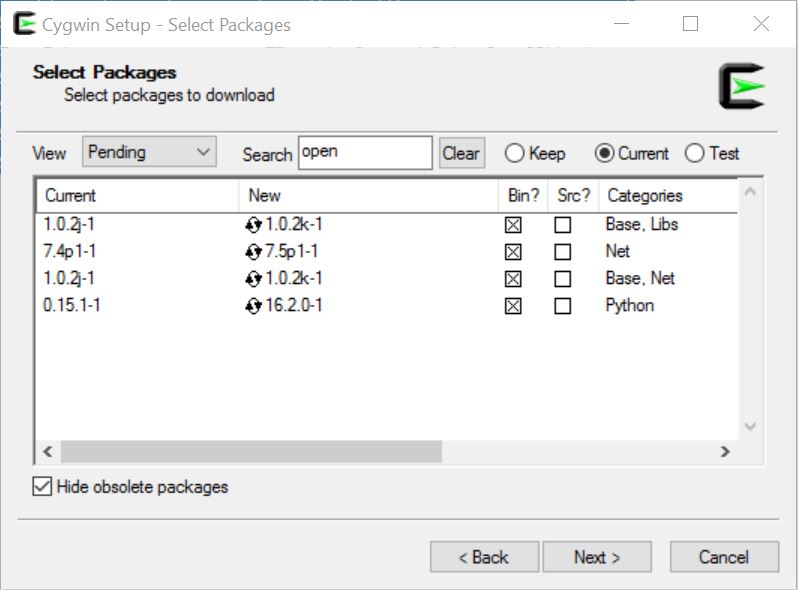 Cygwin Setup - Select Packages
Select Packages
Select packages to download
View Pending Search open Clear Keep Current Test
Current New Bin? Src? Categories
1.0.2j-1 1.0.2k-1 Base, Libs
7.4p1-1 7.5p1-1 Net
1.0.2j-1 1.0.2k-1 Base, Net
0.15.1-1 16.2.0-1 Python
Hide obsolete packages
< Back Next > Cancel